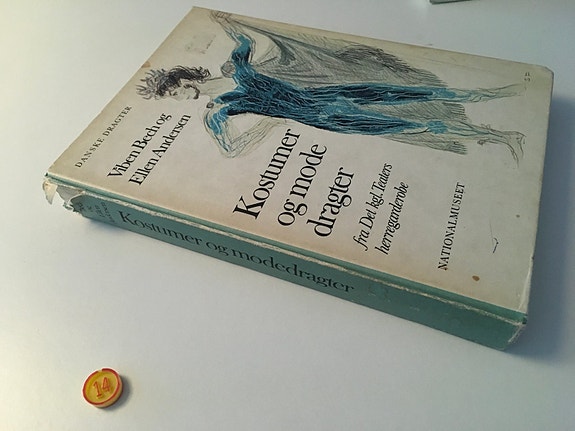 DANSKE DRAGTER
Viben Bech og
Ellen Andersen
Kostumer
og mode
dragter
fra Det kgl. Teaters
herregarderobe
NATIONALMUSEET
Kostumer og modedragter
14